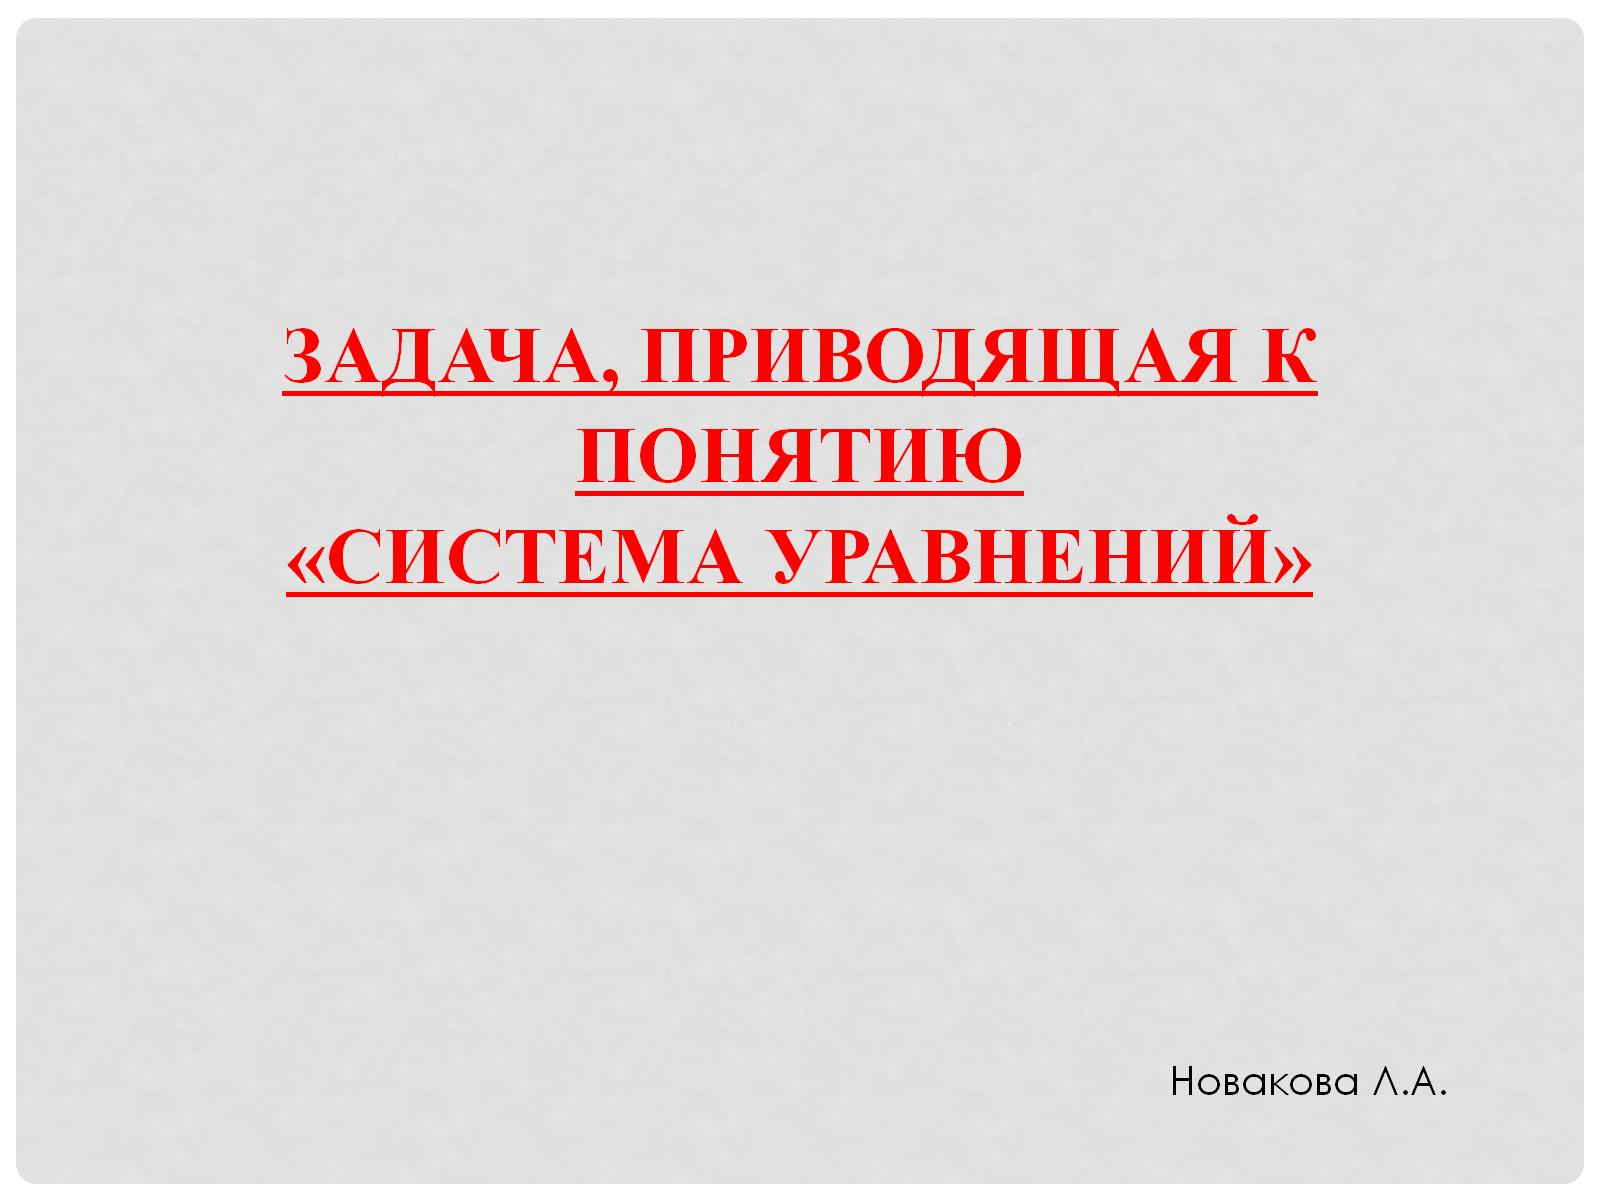 ЗАДАЧА, ПРИВОДЯЩАЯ К
ПОНЯТИЮ
«СИСТЕМА УРАВНЕНИЙ»
Новакова Л.А.